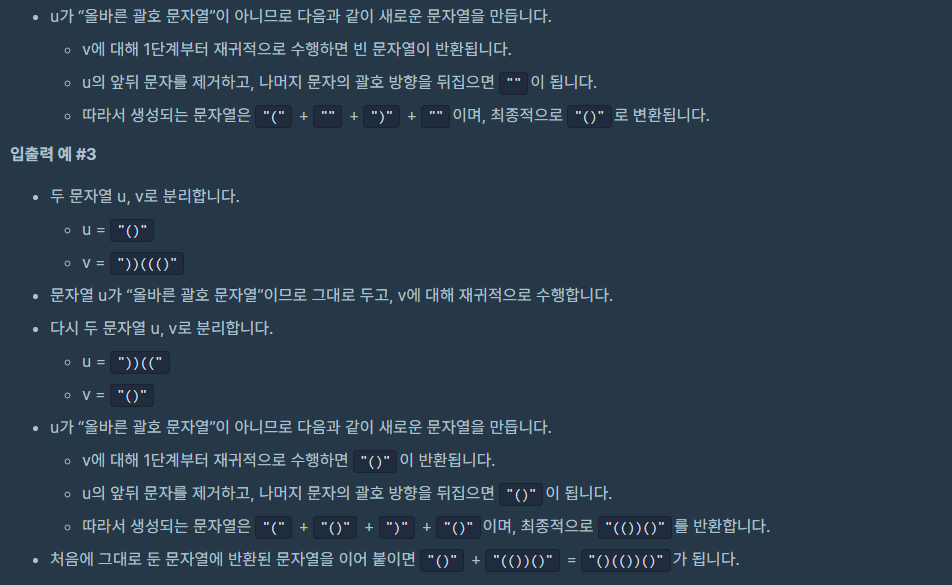 • u가 “올바른 괄호 문자열”이 아니므로 다음과 같이 새로운 문자열을 만듭니다.
◦ v에 대해 1단계부터 재귀적으로 수행하면 빈 문자열이 반환됩니다.
◦ u의 앞뒤 문자를 제거하고, 나머지 문자의 괄호 방향을 뒤집으면 "" 이 됩니다.
◦ 따라서 생성되는 문자열은 "(" + "" + ")" + "" 이며, 최종적으로 "()" 로 변환됩니다.
입출력 예 #3
• 두 문자열 u, v로 분리합니다.
◦ u = "()"
◦ v = "))((()"
• 문자열 u가 “올바른 괄호 문자열”이므로 그대로 두고, v에 대해 재귀적으로 수행합니다.
• 다시 두 문자열 u, v로 분리합니다.
◦ u = "))(("
◦ v = "()"
• u가 “올바른 괄호 문자열”이 아니므로 다음과 같이 새로운 문자열을 만듭니다.
◦ v에 대해 1단계부터 재귀적으로 수행하면 "()" 이 반환됩니다.
◦ u의 앞뒤 문자를 제거하고, 나머지 문자의 괄호 방향을 뒤집으면 "()" 이 됩니다.
◦ 따라서 생성되는 문자열은 "(" + "()" + ")" + "()" 이며, 최종적으로 "(())()" 를 반환합니다.
• 처음에 그대로 둔 문자열에 반환된 문자열을 이어 붙이면 "()" + "(())()" = "()(())()" 가 됩니다.